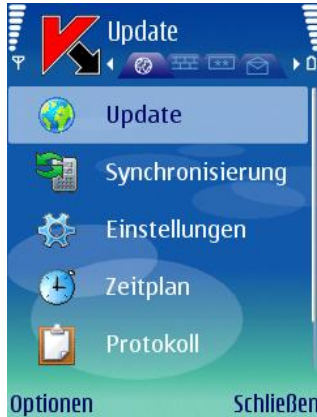 Update
Update
Synchronisierung
Einstellungen
Zeitplan
Protokoll
Optionen Schließen